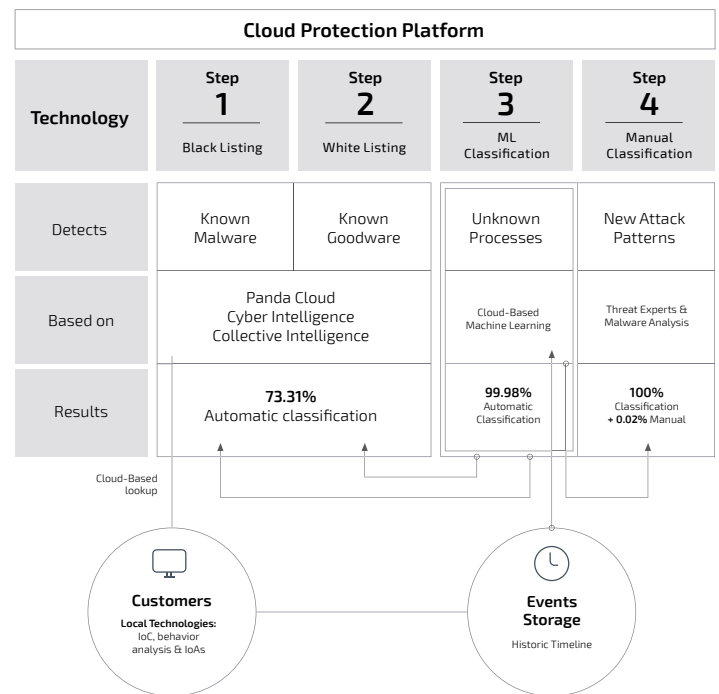 Cloud Protection Platform
Technology
Step
1
Black Listing
Step
2
White Listing
Step
3
ML
Classification
Step
4
Manual
Classification
Detects
Known
Malware
Known
Goodware
Unknown
Processes
New Attack
Patterns
Based on
Panda Cloud
Cyber Intelligence
Collective Intelligence
Cloud-Based
Machine Learning
Threat Experts &
Malware Analysis
Results
73.31%
Automatic classification
99.98%
Automatic
Classification
100%
Classification
+ 0.02% Manual
Cloud-Based
lookup
Customers
Local Technologies:
IoC, behavior
analysis & IoAs
Events
Storage
Historic Timeline